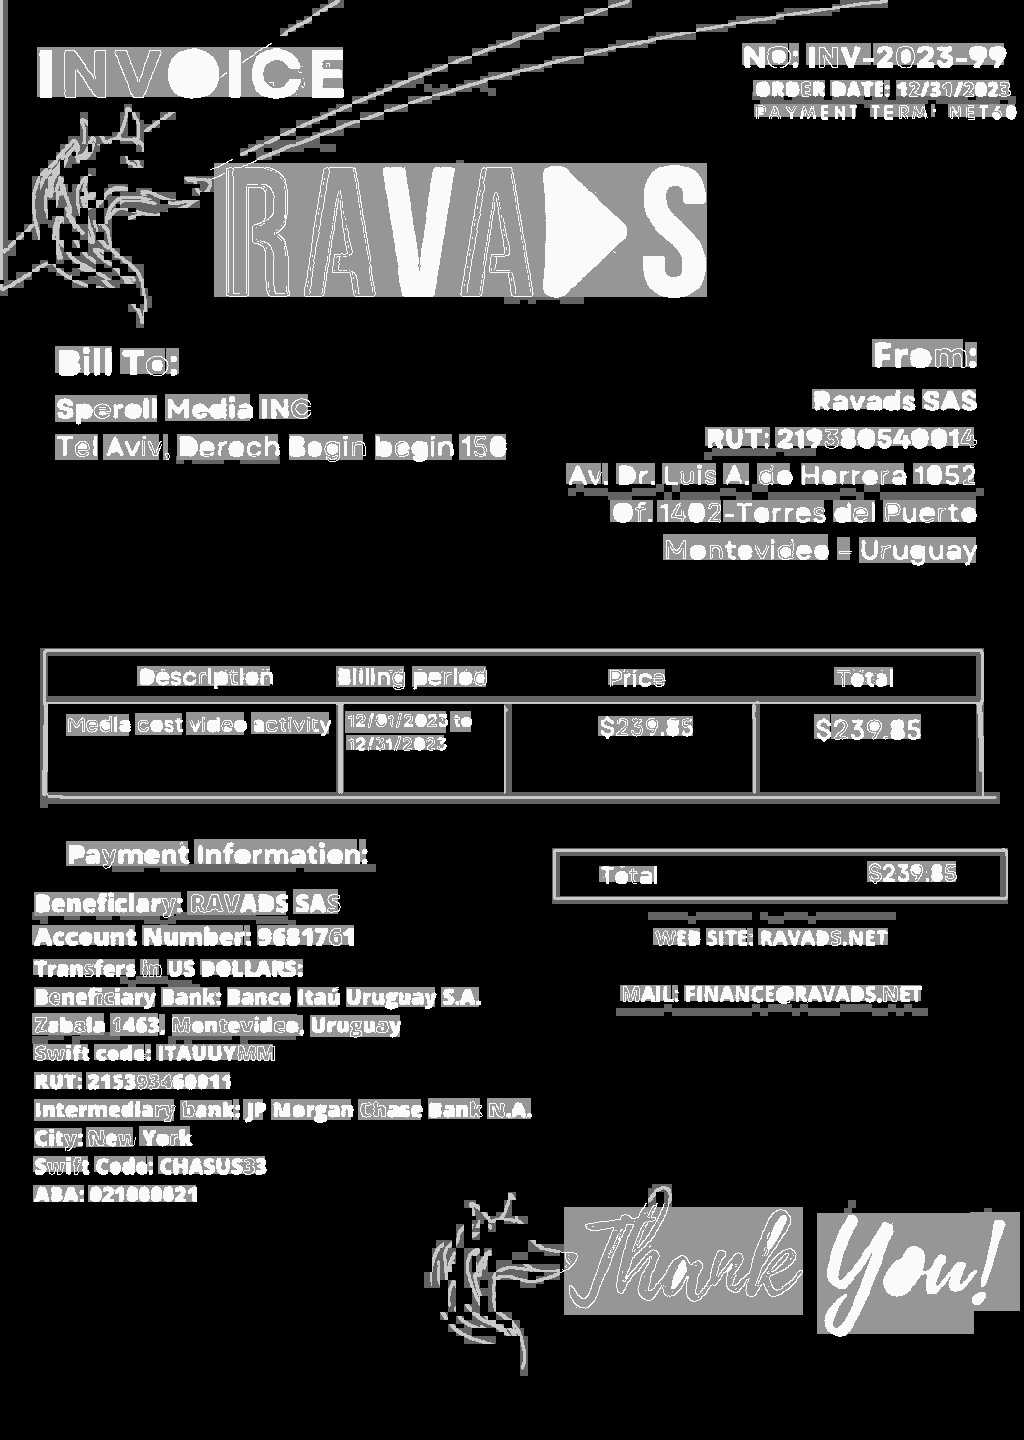 INVOICE
NO: INV-2023-99
ORDER DATE: 12/31/2023
PAYMENT TERM: NET60
RAVADS
Bill To:
Speroll Media INC
Tel Aviv, Derech Begin begin 150
From:
Ravads SAS
RUT: 219380540014
Av. Dr. Luis A. de Herrera 1052
Of. 1402-Torres del Puerto
Montevideo - Uruguay
Description Billing period Price Total
Media cost video activity 12/01/2023 to 12/31/2023 $239.85 $239.85
Payment Information:
Total $239.85
Beneficiary: RAVADS SAS
Account Number: 9681761
Transfers in US DOLLARS:
Beneficiary Bank: Banco Itaú Uruguay S.A.
Zabala 1463, Montevideo, Uruguay
Swift code: ITAUUYMM
RUT: 215393460011
Intermediary bank: JP Morgan Chase Bank N.A.
City: New York
Swift Code: CHASUS33
ABA: 021000021
WEB SITE: RAVADS.NET
MAIL: FINANCE@RAVADS.NET
Thank You!